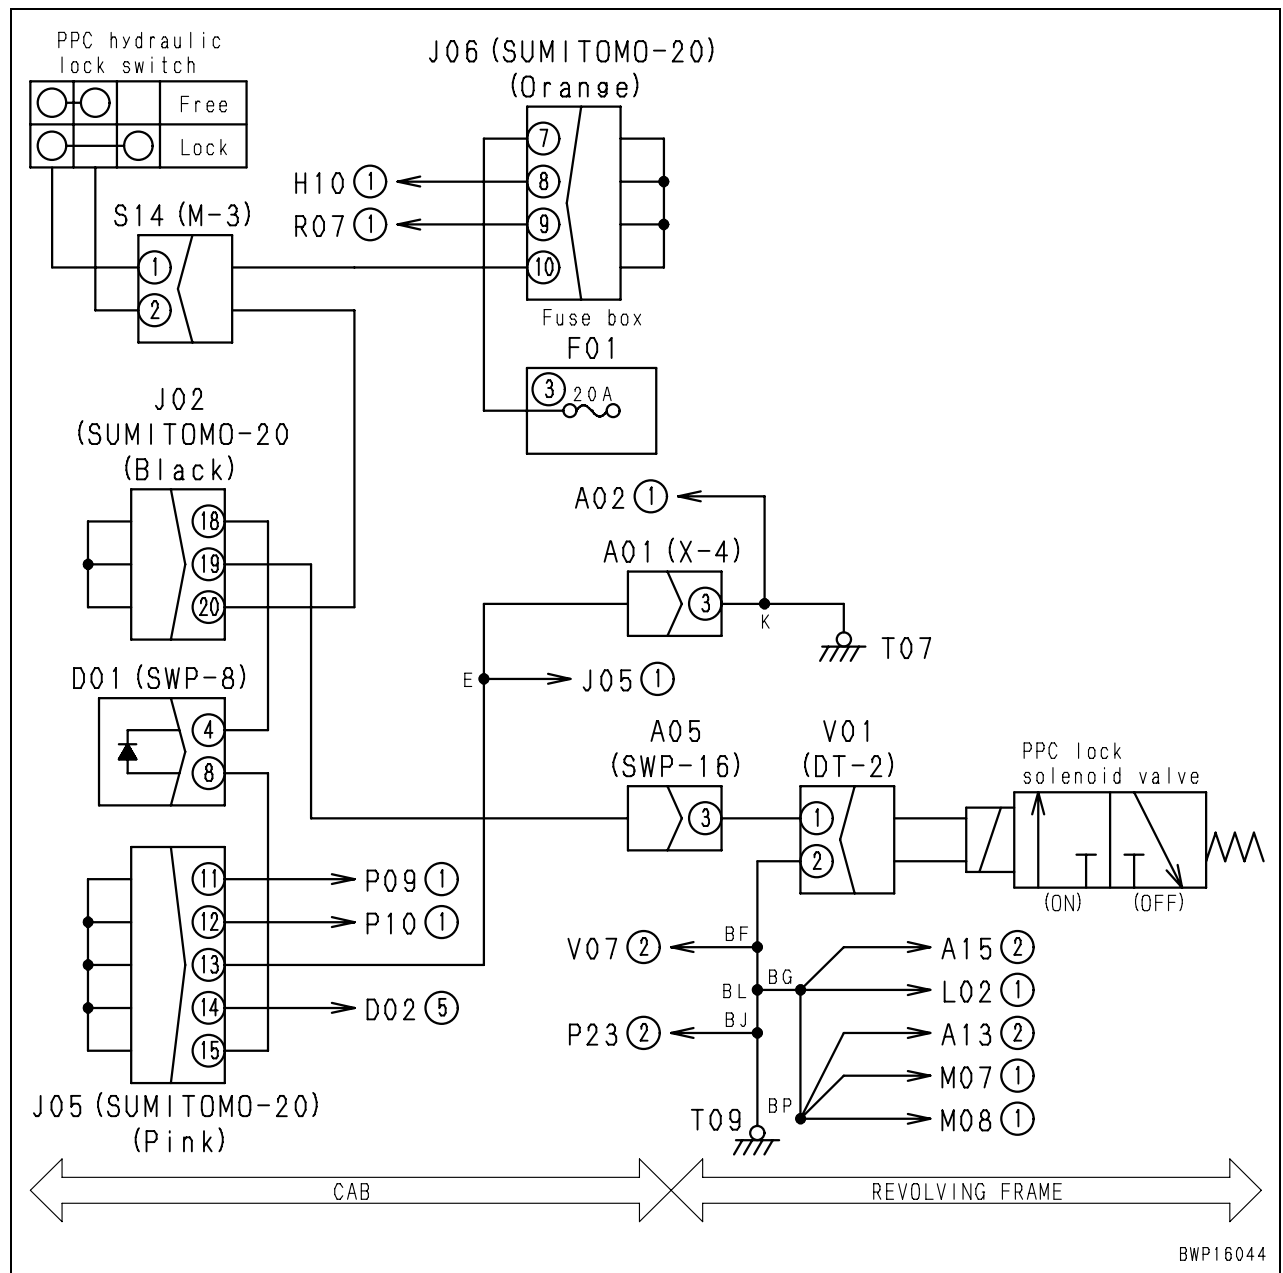 PPC hydraulic
lock switch
Free
Lock
J06 (SUMITOMO-20)
(Orange)
7
8
9
10
H10 1
R07 1
S14 (M-3)
1
2
Fuse box
F01
3
20A
J02
(SUMITOMO-20
(Black)
18
19
20
A02 1
A01 (X-4)
3
K
T07
E
J05 1
D01 (SWP-8)
4
8
A05
(SWP-16)
3
V01
(DT-2)
1
2
PPC lock
solenoid valve
(ON)
(OFF)
11
12
13
14
15
P09 1
P10 1
D02 5
J05 (SUMITOMO-20)
(Pink)
V07 2
BF
BG
BL
BJ
P23 2
BP
T09
A15 2
L02 1
A13 2
M07 1
M08 1
CAB
REVOLVING FRAME
BWP16044